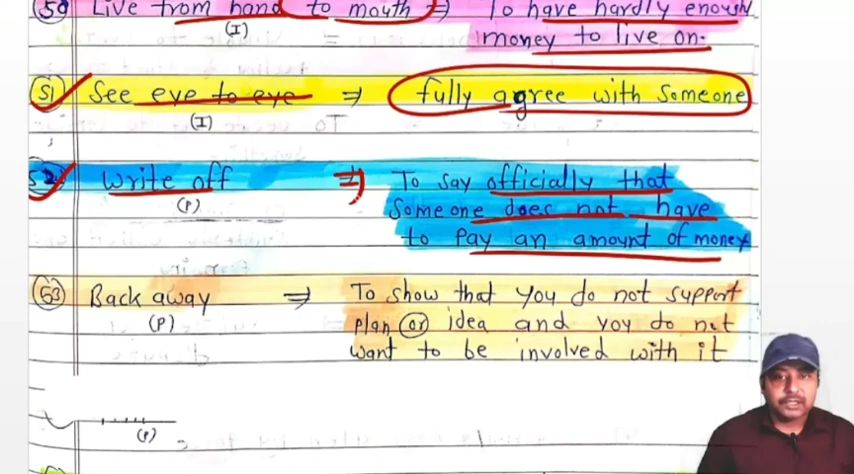 50 Live from hand to mouth ⇒ To have hardly enough
(I) money to live on.
51 See eye to eye ⇒ fully agree with someone
(I)
52 Write off ⇒ To say officially that
(P) Someone does not have
to pay an amount of money
53 Back away ⇒ To show that you do not support
(P) plan or idea and yoy do not
want to be involved with it
(P)